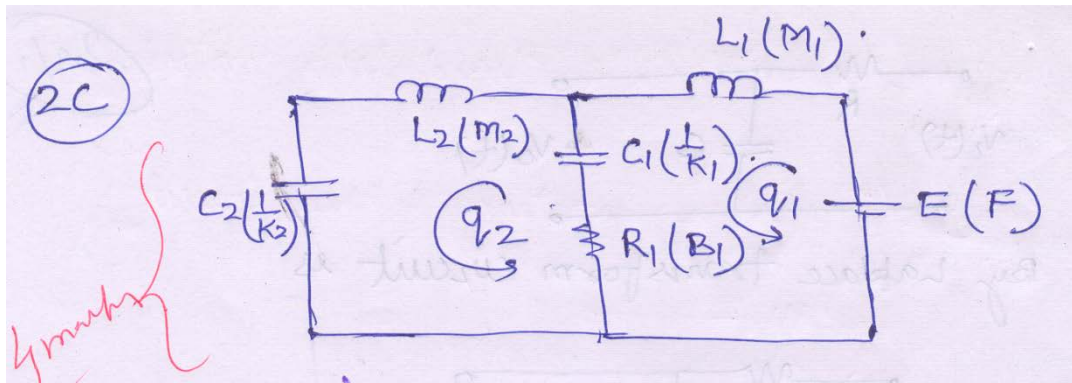 L1(M1).
2C
L2(M2)
C1(1/K1).
C2(1/K2)
q2
R1(B1)
q1
E(F)
4 marks